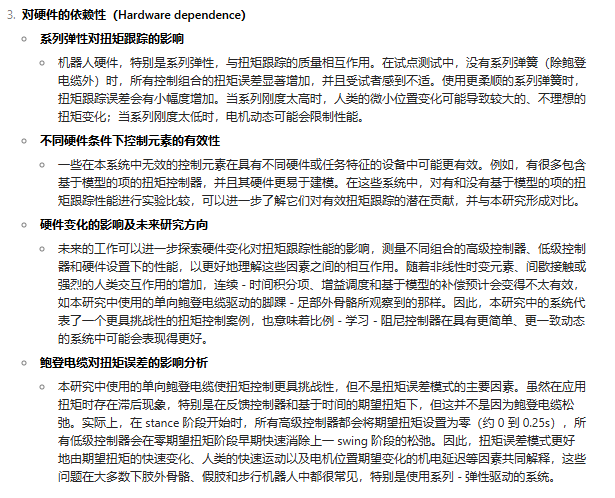 3. 对硬件的依赖性（Hardware dependence）
系列弹性对扭矩跟踪的影响
机器人硬件，特别是系列弹性，与扭矩跟踪的质量相互作用。在试点测试中，没有系列弹簧（除鲍登
电缆外）时，所有控制组合的扭矩误差显著增加，并且受试者感到不适。使用更柔顺的系列弹簧时，
扭矩跟踪误差会有小幅度增加。当系列刚度太高时，人类的微小位置变化可能导致较大的、不理想的
扭矩变化；当系列刚度太低时，电机动态可能会限制性能。
不同硬件条件下控制元素的有效性
一些在本系统中无效的控制元素在具有不同硬件或任务特征的设备中可能更有效。例如，有很多包含
基于模型的项的扭矩控制器，并且其硬件更易于建模。在这些系统中，对有和没有基于模型的项的扭
矩跟踪性能进行实验比较，可以进一步了解它们对有效扭矩跟踪的潜在贡献，并与本研究形成对比。
硬件变化的影响及未来研究方向
未来的工作可以进一步探索硬件变化对扭矩跟踪性能的影响，测量不同组合的高级控制器、低级控制
器和硬件设置下的性能，以更好地理解这些因素之间的相互作用。随着非线性时变元素、间歇接触或
强烈的人类交互作用的增加，连续 - 时间积分项、增益调度和基于模型的补偿预计会变得不太有效，
如本研究中使用的单向鲍登电缆驱动的脚踝 - 足部外骨骼所观察到的那样。因此，本研究中的系统代
表了一个更具挑战性的扭矩控制案例，也意味着比例 - 学习 - 阻尼控制器在具有更简单、更一致动态
的系统中可能会表现得更好。
鲍登电缆对扭矩误差的影响分析
本研究中使用的单向鲍登电缆使扭矩控制更具挑战性，但不是扭矩误差模式的主要因素。虽然在应用
扭矩时存在滞后现象，特别是在反馈控制器和基于时间的期望扭矩下，但这并不是因为鲍登电缆松
弛。实际上，在 stance 阶段开始时，所有高级控制器都会将期望扭矩设置为零（约 0 到 0.25s），所
有低级控制器会在零期望扭矩阶段早期快速消除上一 swing 阶段的松弛。因此，扭矩误差模式更好
地由期望扭矩的快速变化、人类的快速运动以及电机位置期望变化的机电延迟等因素共同解释，这些
问题在大多数下肢外骨骼、假肢和步行机器人中都很常见，特别是使用系列 - 弹性驱动的系统。